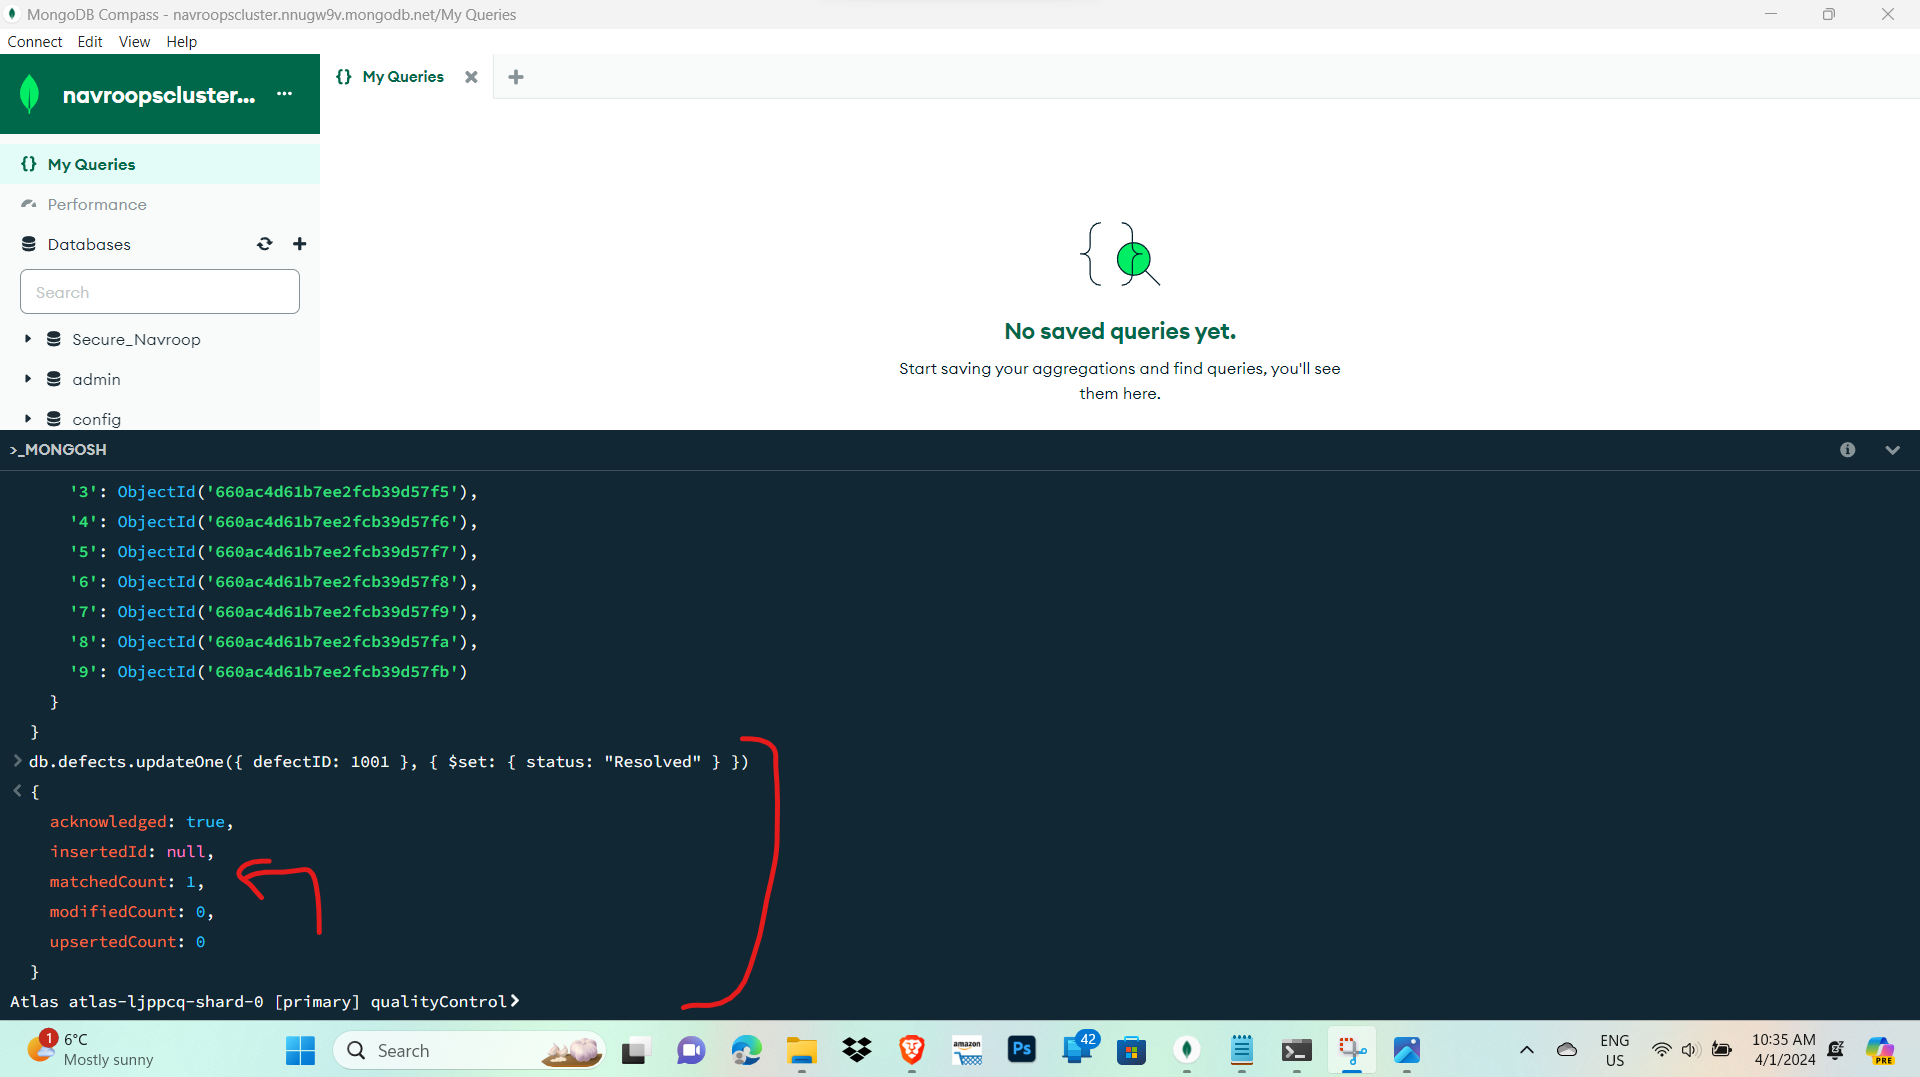 MongoDB Compass - navroopscluster.nnugw9v.mongodb.net/My Queries
Connect Edit View Help
navroopscluster... ...
{} My Queries
{} My Queries
Performance
Databases
Search
Secure_Navroop
admin
config
No saved queries yet.
Start saving your aggregations and find queries, you'll see
them here.
>_MONGOSH
'3': ObjectId('660ac4d61b7ee2fcb39d57f5'),
'4': ObjectId('660ac4d61b7ee2fcb39d57f6'),
'5': ObjectId('660ac4d61b7ee2fcb39d57f7'),
'6': ObjectId('660ac4d61b7ee2fcb39d57f8'),
'7': ObjectId('660ac4d61b7ee2fcb39d57f9'),
'8': ObjectId('660ac4d61b7ee2fcb39d57fa'),
'9': ObjectId('660ac4d61b7ee2fcb39d57fb')
}
}
> db.defects.updateOne({ defectID: 1001 }, { $set: { status: "Resolved" } })
< {
acknowledged: true,
insertedId: null,
matchedCount: 1,
modifiedCount: 0,
upsertedCount: 0
}
Atlas atlas-ljppcq-shard-0 [primary] qualityControl>
1
6°C
Mostly sunny
Search
amazon
Ps
42
ENG
US
10:35 AM
4/1/2024
PRE